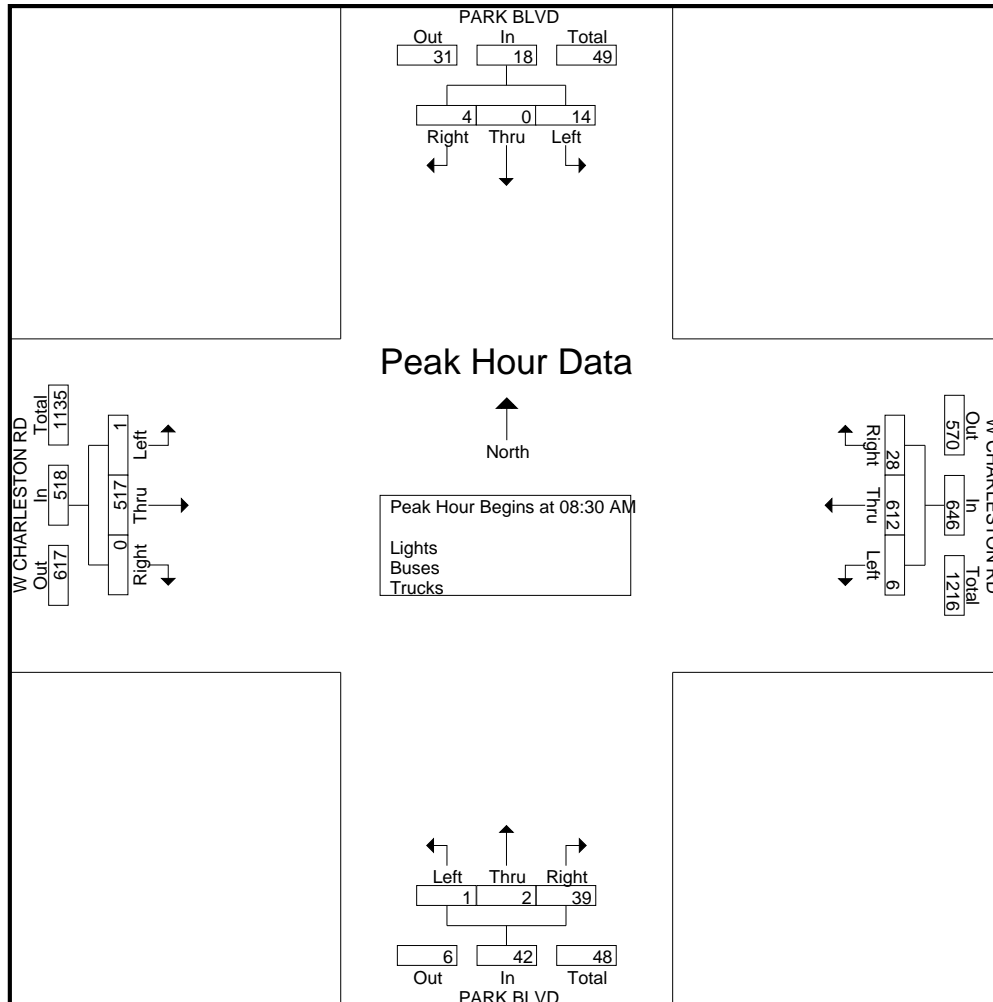 PARK BLVD
Out In Total
31 18 49
4 0 14
Right Thru Left
Peak Hour Data
North
Peak Hour Begins at 08:30 AM
Lights
Buses
Trucks
W CHARLESTON RD
Total In Out
1135 518 617
1 517 0
Left Thru Right
W CHARLESTON RD
Out In Total
570 646 1216
28 612 6
Right Thru Left
Left Thru Right
1 2 39
6 42 48
Out In Total
PARK BLVD